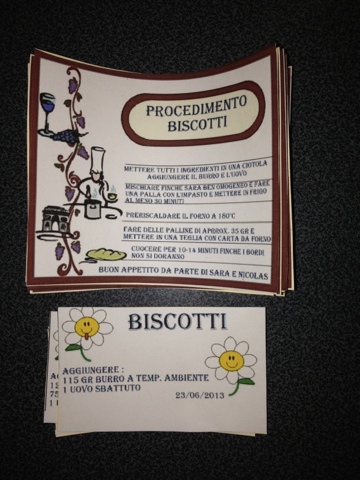 PROCEDIMENTO
BISCOTTI
METTERE TUTTI I INGREDIENTI IN UNA CIOTOLA
AGGIUNGERE IL BURRO E L'UOVO
MISCHIARE FINCHE SARA BEN OMOGENZO E FARE
UNA PALLA CON L'IMPASTO E METTERE IN FRIGO
AL MENO 30 MINUTI
PRERISCALDARE IL FORNO A 180°C
FARE DELLE PALLINE DI APPROX. 35 GR E
METTERE IN UNA TEGLIA CON CARTA DA FORNO
CUOCERE PER 10-14 MINUTI FINCHE I BORDI
NON SI DORANNO
BUON APPETITO DA PARTE DI SARA E NICOLAS
BISCOTTI
AGGIUNGERE :
115 GR BURRO A TEMP. AMBIENTE
1 UOVO SBATTUTO
23/06/2013